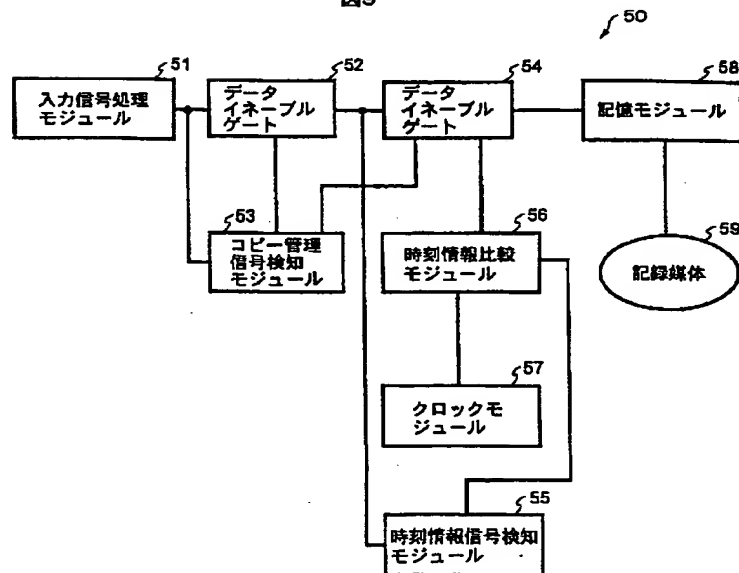 50
51
入力信号処理
モジュール
52
データ
イネーブル
ゲート
54
データ
イネーブル
ゲート
58
記憶モジュール
53
コピー管理
信号検知
モジュール
56
時刻情報比較
モジュール
59
記録媒体
57
クロックモ
ジュール
55
時刻情報信号検知
モジュール